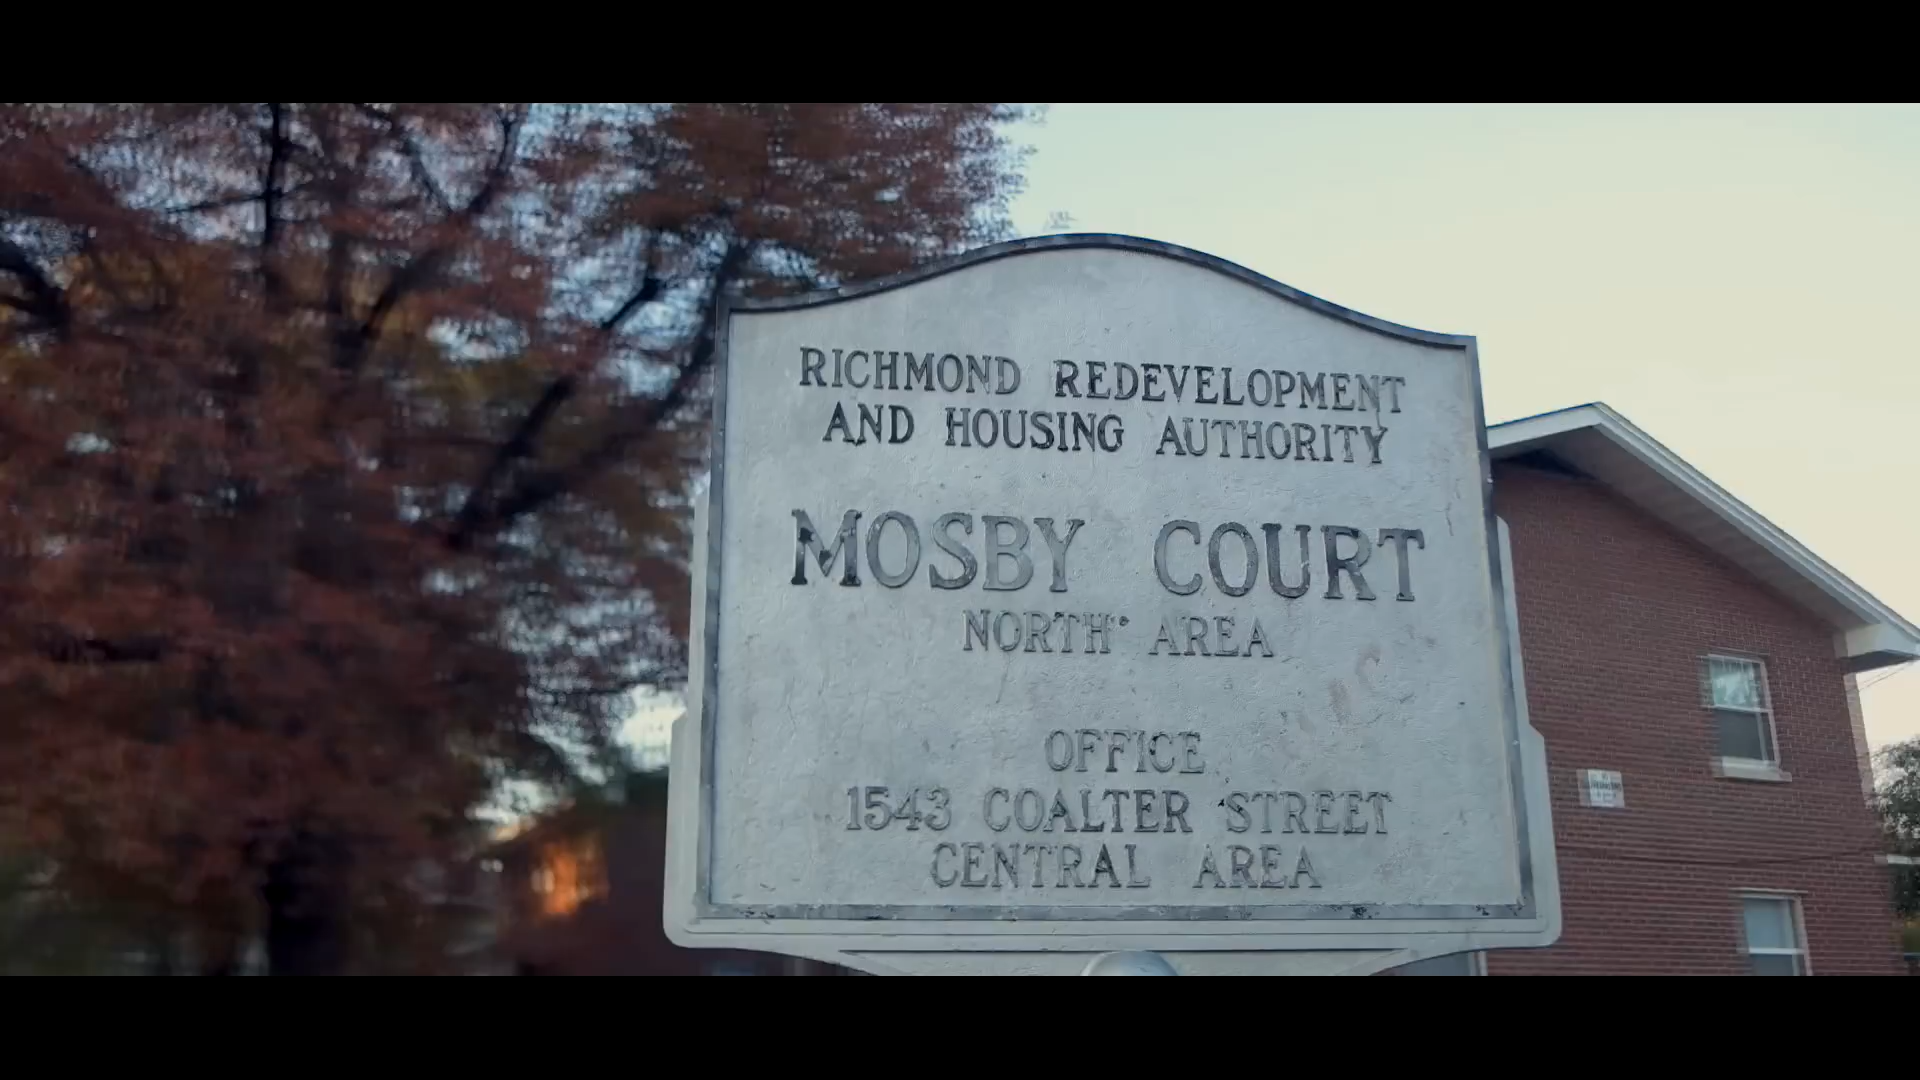 RICHMOND REDEVELOPMENT
AND HOUSING AUTHORITY
MOSBY COURT
NORTH AREA
OFFICE
1543 COALTER STREET
CENTRAL AREA